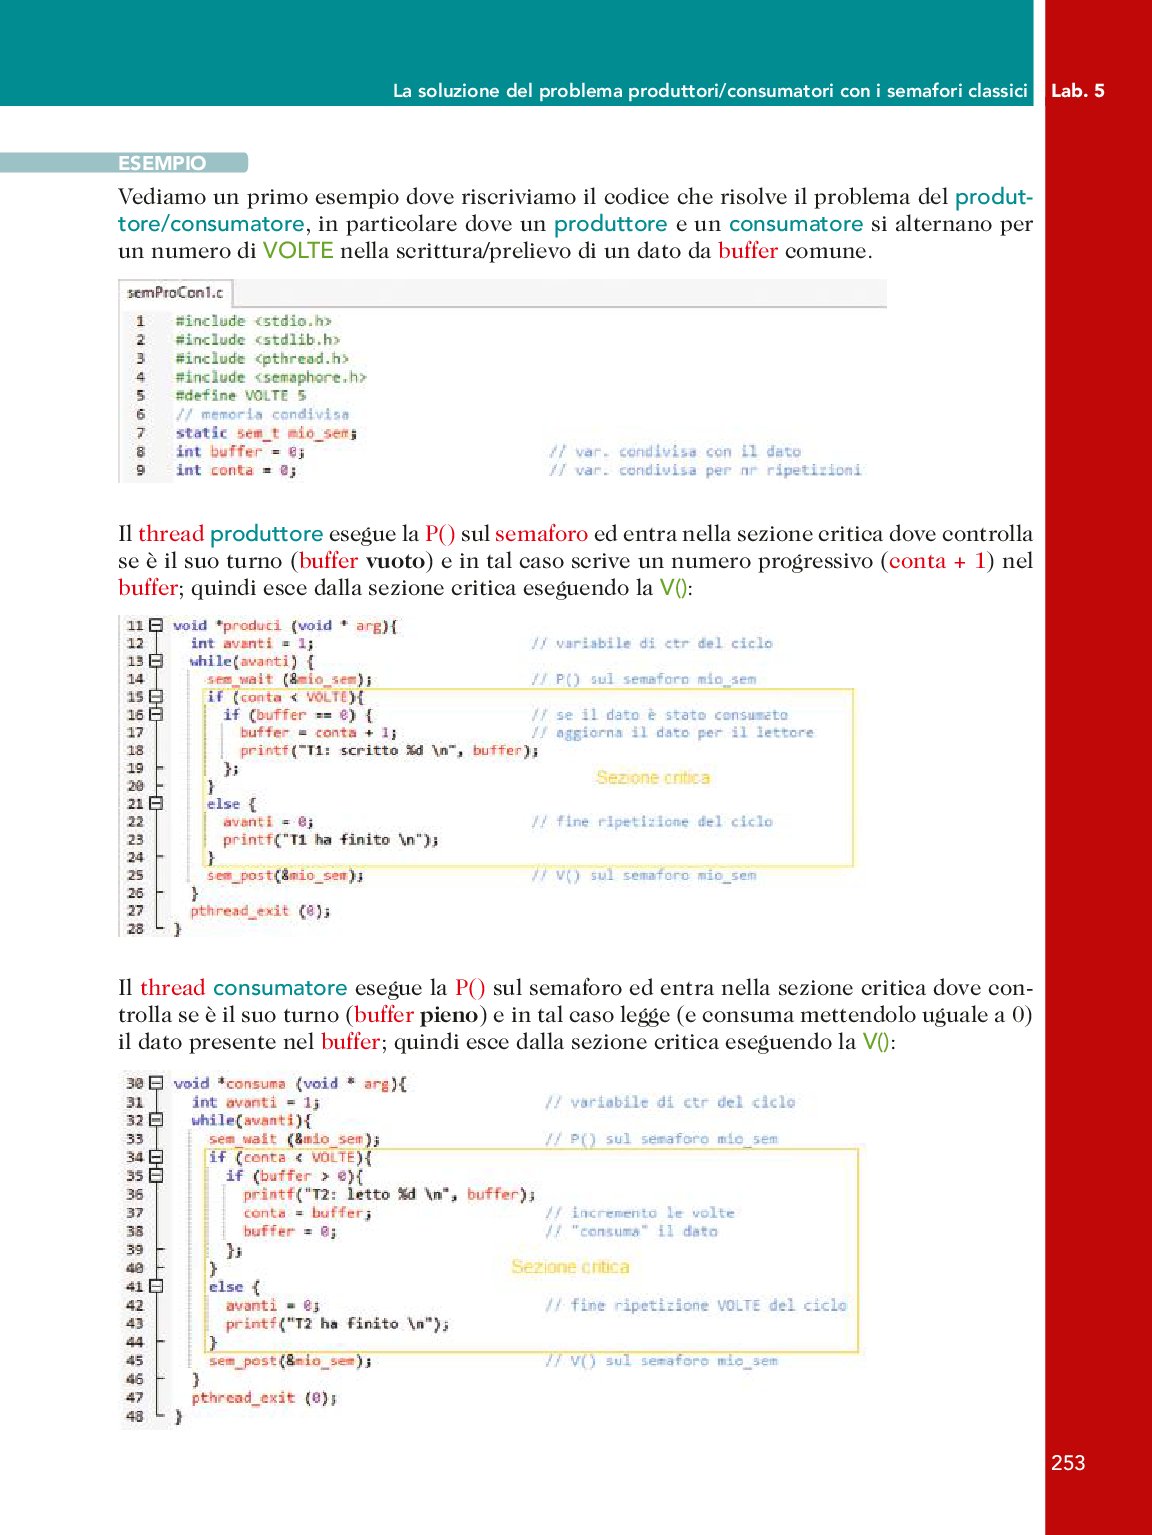 La soluzione del problema produttori/consumatori con i semafori classici Lab. 5
ESEMPIO
Vediamo un primo esempio dove riscriviamo il codice che risolve il problema del produt-
tore/consumatore, in particolare dove un produttore e un consumatore si alternano per
un numero di VOLTE nella scrittura/prelievo di un dato da buffer comune.
semProCon1.c
1 #include <stdio.h>
2 #include <stdlib.h>
3 #include <pthread.h>
4 #include <semaphore.h>
5 #define VOLTE 5
6 // memoria condivisa
7 static sem_t mio_sem;
8 int buffer = 0; // var. condivisa con il dato
9 int conta = 0; // var. condivisa per nr ripetizioni
Il thread produttore esegue la P() sul semaforo ed entra nella sezione critica dove controlla
se è il suo turno (buffer vuoto) e in tal caso scrive un numero progressivo (conta + 1) nel
buffer; quindi esce dalla sezione critica eseguendo la V():
11 void *produci (void * arg){
12 int avanti = 1; // variabile di ctr del ciclo
13 while(avanti) {
14 sem_wait (&mio_sem); // P() sul semaforo mio_sem
15 if (conta < VOLTE){
16 if (buffer == 0) { // se il dato è stato consumato
17 buffer = conta + 1; // aggiorna il dato per il lettore
18 printf("T1: scritto %d \n", buffer);
19 };
Sezione critica
20 }
21 else {
22 avanti = 0; // fine ripetizione del ciclo
23 printf("T1 ha finito \n");
24 }
25 sem_post(&mio_sem); // V() sul semaforo mio_sem
26 }
27 pthread_exit (0);
28 }
Il thread consumatore esegue la P() sul semaforo ed entra nella sezione critica dove con-
trolla se è il suo turno (buffer pieno) e in tal caso legge (e consuma mettendolo uguale a 0)
il dato presente nel buffer; quindi esce dalla sezione critica eseguendo la V():
30 void *consuma (void * arg){
31 int avanti = 1; // variabile di ctr del ciclo
32 while(avanti){
33 sem_wait (&mio_sem); // P() sul semaforo mio_sem
34 if (conta < VOLTE){
35 if (buffer > 0){
36 printf("T2: letto %d \n", buffer);
37 conta = buffer; // incremento le volte
38 buffer = 0; // "consuma" il dato
39 };
40 } Sezione critica
41 else {
42 avanti = 0; // fine ripetizione VOLTE del ciclo
43 printf("T2 ha finito \n");
44 }
45 sem_post(&mio_sem); // V() sul semaforo mio_sem
46 }
47 pthread_exit (0);
48 }
253